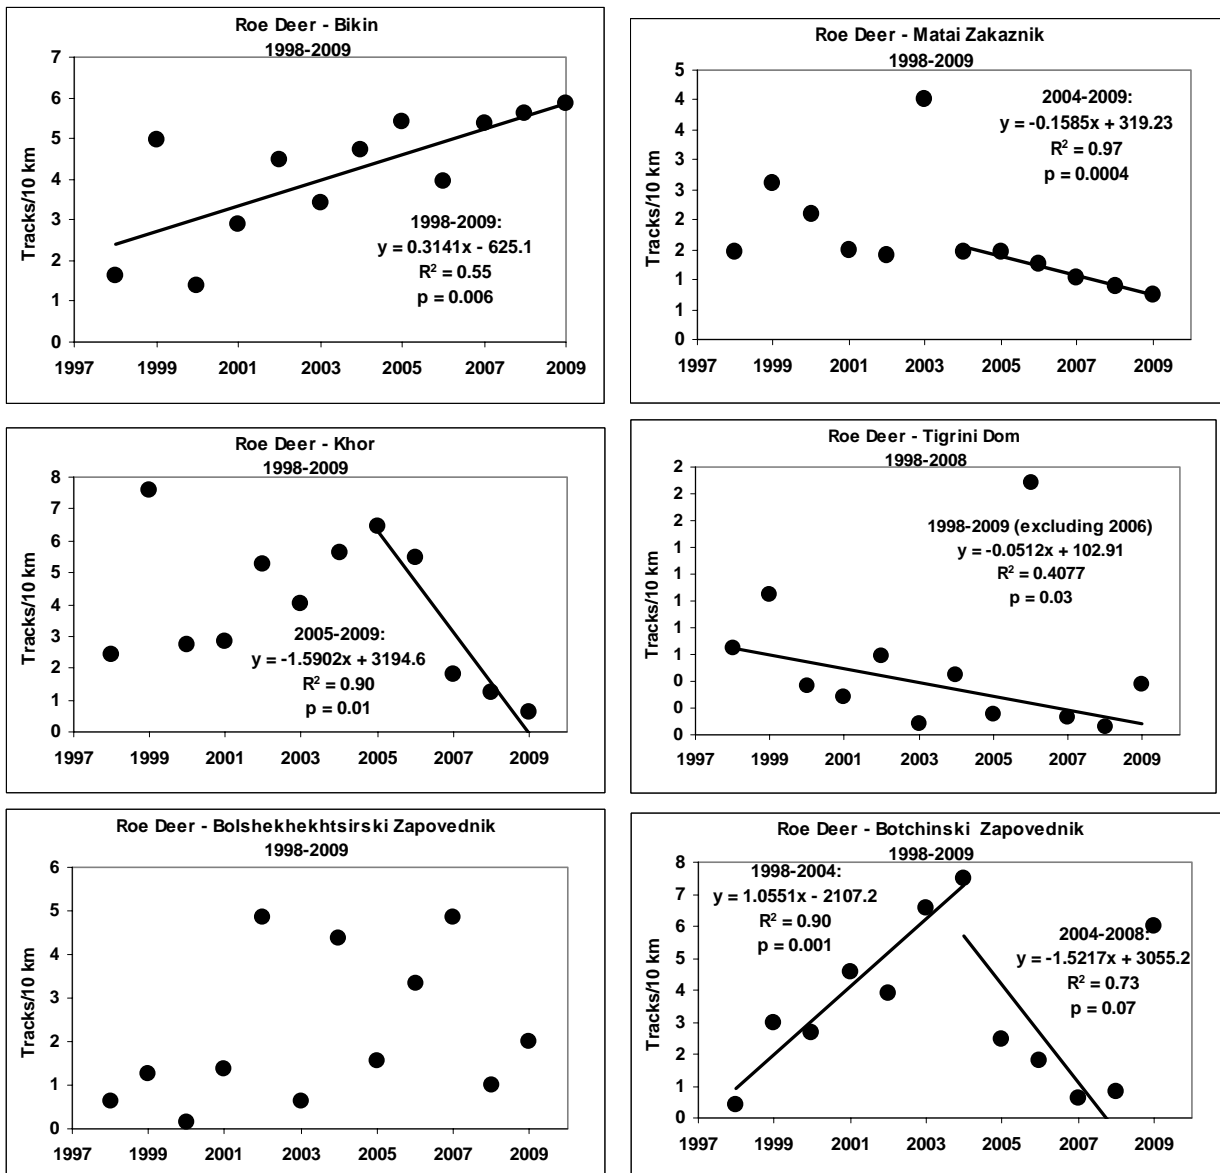 Roe Deer - Bikin
1998-2009
Tracks/10 km
7
6
5
4
3
2
1
0
1998-2009:
y = 0.3141x - 625.1
R² = 0.55
p = 0.006
1997 1999 2001 2003 2005 2007 2009
Roe Deer - Matai Zakaznik
1998-2009
Tracks/10 km
5
4
4
3
3
2
2
1
1
0
2004-2009:
y = -0.1585x + 319.23
R² = 0.97
p = 0.0004
1997 1999 2001 2003 2005 2007 2009
Roe Deer - Khor
1998-2009
Tracks/10 km
8
7
6
5
4
3
2
1
0
2005-2009:
y = -1.5902x + 3194.6
R² = 0.90
p = 0.01
1997 1999 2001 2003 2005 2007 2009
Roe Deer - Tigrini Dom
1998-2008
Tracks/10 km
2
2
2
1
1
1
1
1
0
0
0
1998-2009 (excluding 2006)
y = -0.0512x + 102.91
R² = 0.4077
p = 0.03
1997 1999 2001 2003 2005 2007 2009
Roe Deer - Bolshekhekhtsirski Zapovednik
1998-2009
Tracks/10 km
6
5
4
3
2
1
0
1997 1999 2001 2003 2005 2007 2009
Roe Deer - Botchinski Zapovednik
1998-2009
Tracks/10 km
8
7
6
5
4
3
2
1
0
1998-2004:
y = 1.0551x - 2107.2
R² = 0.90
p = 0.001
2004-2008:
y = -1.5217x + 3055.2
R² = 0.73
p = 0.07
1997 1999 2001 2003 2005 2007 2009